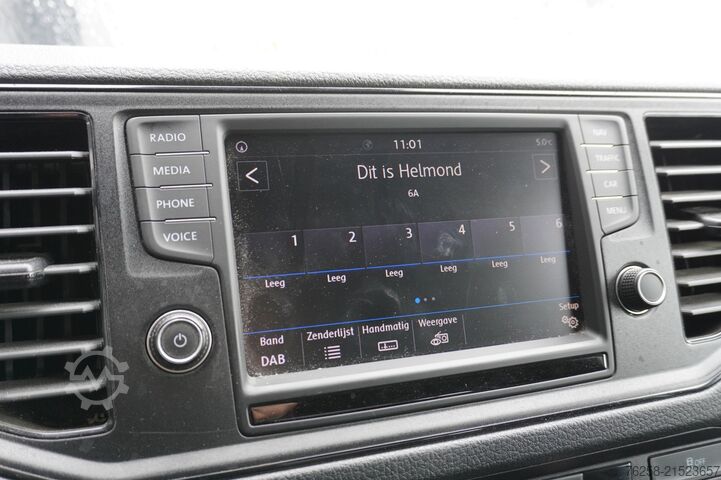 RADIO
MEDIA
PHONE
VOICE
11:01
5.0°C
< Dit is Helmond >
6A
1 2 3 4 5 6
Leeg Leeg Leeg Leeg Leeg Leeg
Setup
Band Zenderlijst Handmatig Weergave
DAB
NAV
TRAFFIC
CAR
MENU
OFF
76258-21523657